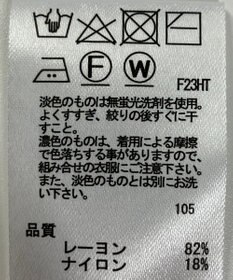 F
W
F23HT
淡色のものは無蛍光洗剤を使用。
よくすすぎ、絞りの後すぐに干
すこと。
濃色のものは、着用による摩擦
で色落ちする事がありますので、
組み合せの衣服にご注意下さい。
また、淡色のものとは別にお洗
い下さい。
105
品質
レーヨン 82%
ナイロン 18%